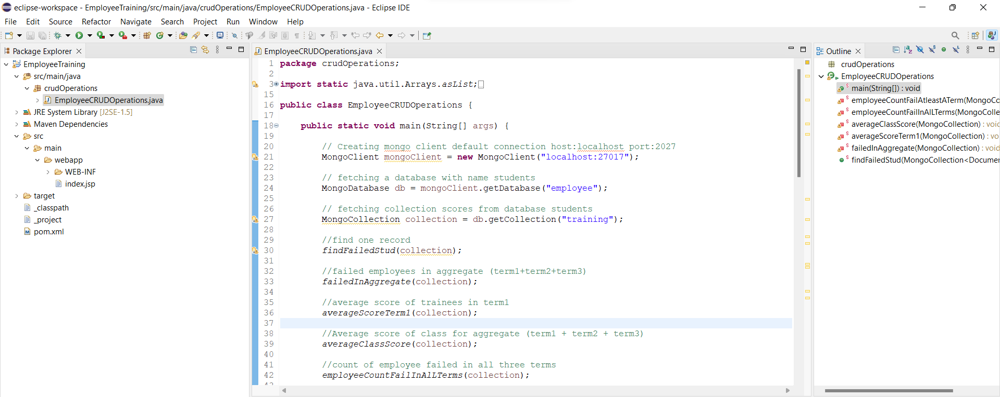 eclipse-workspace - EmployeeTraining/src/main/java/crudOperations/EmployeeCRUDOperations.java - Eclipse IDE
File Edit Source Refactor Navigate Search Project Run Window Help
Package Explorer
EmployeeTraining
src/main/java
crudOperations
EmployeeCRUDOperations.java
JRE System Library [J2SE-1.5]
Maven Dependencies
src
main
webapp
WEB-INF
index.jsp
target
_classpath
_project
pom.xml
EmployeeCRUDOperations.java
1 package crudOperations;
2
3 import static java.util.Arrays.asList;
15
16 public class EmployeeCRUDOperations {
17
18 public static void main(String[] args) {
19
20 // Creating mongo client default connection host:localhost port:2027
21 MongoClient mongoClient = new MongoClient("localhost:27017");
22
23 // fetching a database with name students
24 MongoDatabase db = mongoClient.getDatabase("employee");
25
26 // fetching collection scores from database students
27 MongoCollection collection = db.getCollection("training");
28
29 //find one record
30 findFailedStud(collection);
31
32 //failed employees in aggregate (term1+term2+term3)
33 failedInAggregate(collection);
34
35 //average score of trainees in term1
36 averageScoreTerm1(collection);
37
38 //Average score of class for aggregate (term1 + term2 + term3)
39 averageClassScore(collection);
40
41 //count of employee failed in all three terms
42 employeeCountFailInAlLTerms(collection);
Outline
crudOperations
EmployeeCRUDOperations
main(String[]) : void
employeeCountFailAtleastATerm(MongoCo
employeeCountFailInAlLTerms(MongoColle
averageClassScore(MongoCollection) : voic
averageScoreTerm1(MongoCollection) : vo
failedInAggregate(MongoCollection) : void
findFailedStud(MongoCollection<Documer